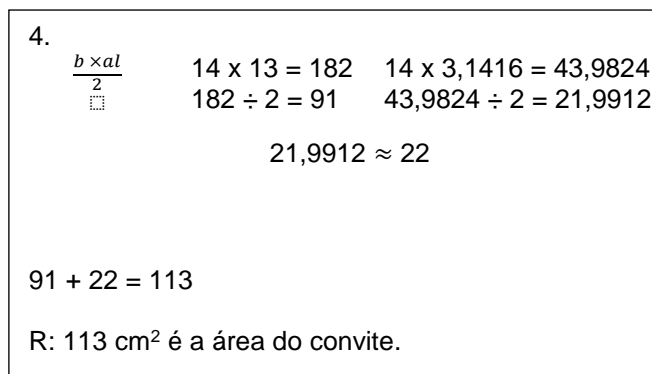 4.
b × al / 2    14 x 13 = 182    14 x 3,1416 = 43,9824
182 ÷ 2 = 91    43,9824 ÷ 2 = 21,9912
21,9912 ≈ 22
91 + 22 = 113
R: 113 cm² é a área do convite.